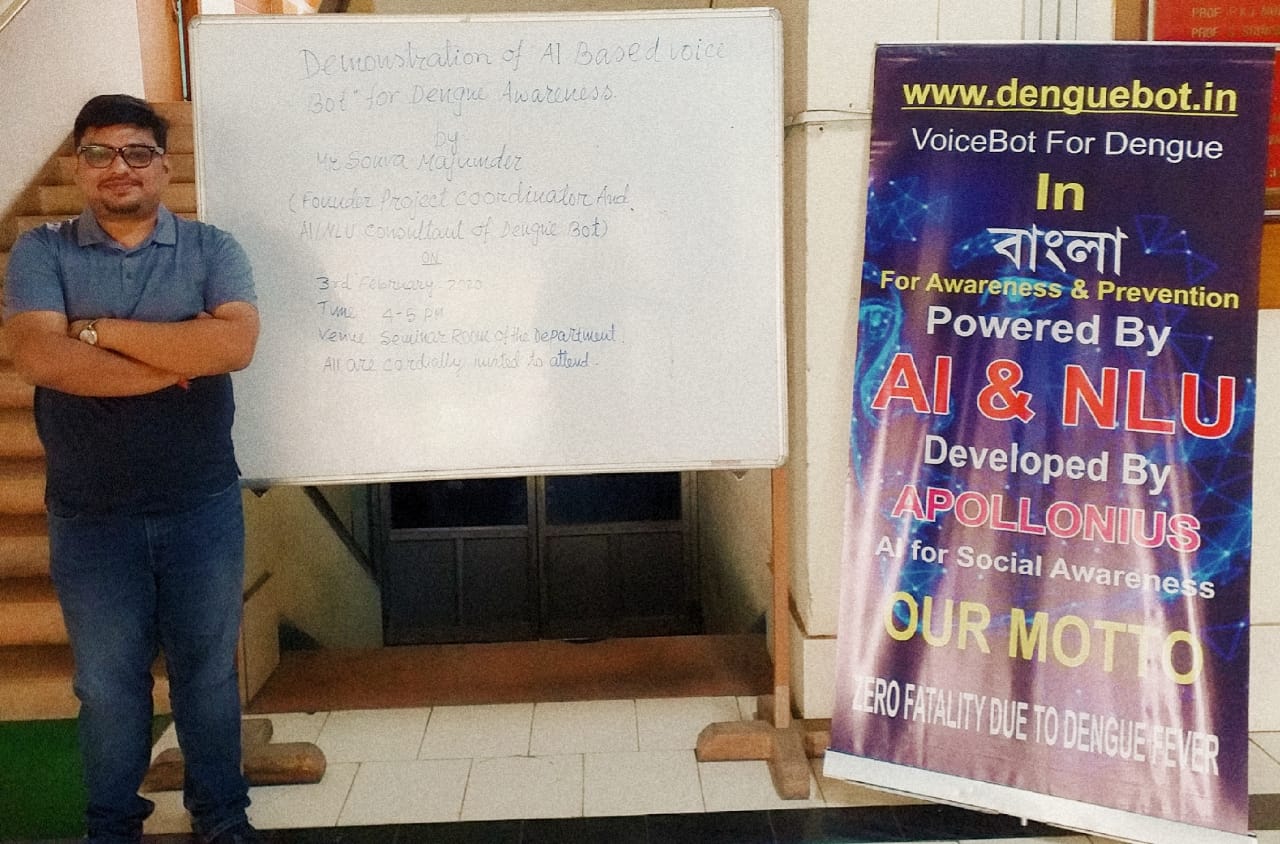 Demonstration of "AI Based voice
Bot" for Dengue Awareness.
by
Mr Souva Majumder
(Founder Project coordinator And
AI/NLU consultant of Dengue Bot)
ON
3rd February 2020
Time: 4-5 PM
Venue Seminar Room of the Department.
All are cordially invited to attend.
www.denguebot.in
VoiceBot For Dengue
In
বাংলা
For Awareness & Prevention
Powered By
AI & NLU
Developed By
APOLLONIUS
AI for Social Awareness
OUR MOTTO
ZERO FATALITY DUE TO DENGUE FEVER
PROF
PROF